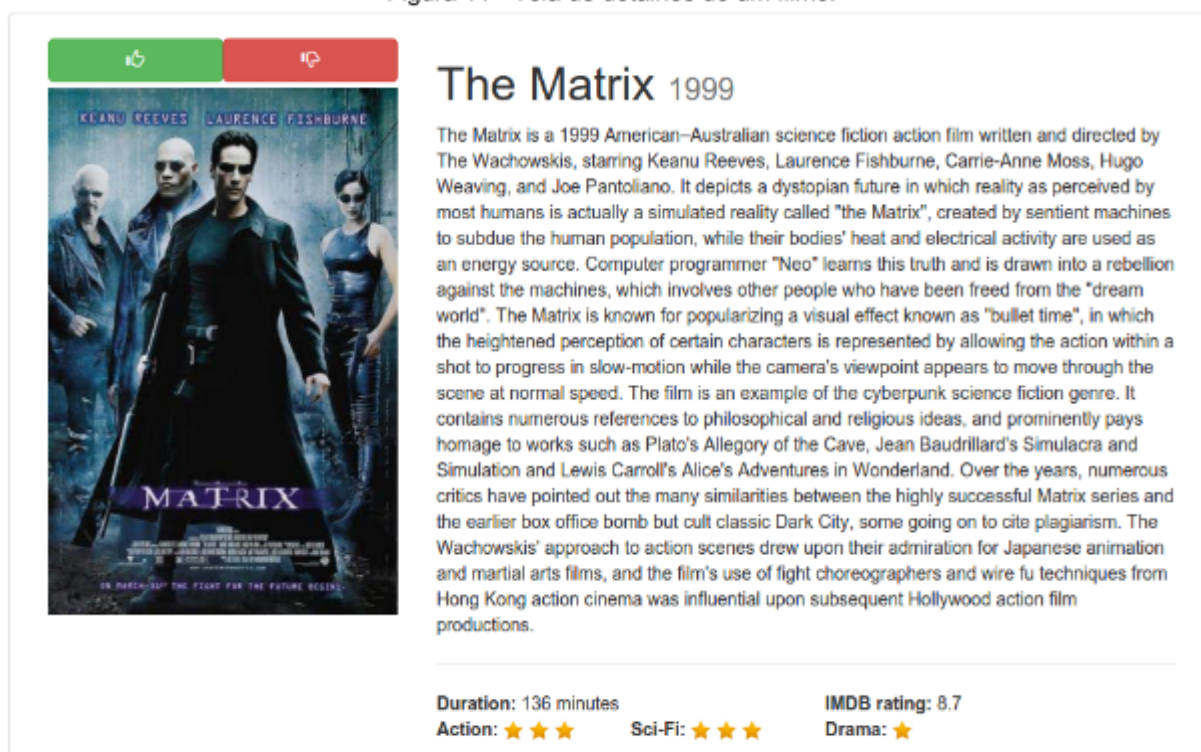 KEANU REEVES LAURENCE FISHBURNE
MATRIX
ON MARCH 31ST THE FIGHT FOR THE FUTURE BEGINS.
The Matrix 1999
The Matrix is a 1999 American–Australian science fiction action film written and directed by
The Wachowskis, starring Keanu Reeves, Laurence Fishburne, Carrie-Anne Moss, Hugo
Weaving, and Joe Pantoliano. It depicts a dystopian future in which reality as perceived by
most humans is actually a simulated reality called "the Matrix", created by sentient machines
to subdue the human population, while their bodies' heat and electrical activity are used as
an energy source. Computer programmer "Neo" learns this truth and is drawn into a rebellion
against the machines, which involves other people who have been freed from the "dream
world". The Matrix is known for popularizing a visual effect known as "bullet time", in which
the heightened perception of certain characters is represented by allowing the action within a
shot to progress in slow-motion while the camera's viewpoint appears to move through the
scene at normal speed. The film is an example of the cyberpunk science fiction genre. It
contains numerous references to philosophical and religious ideas, and prominently pays
homage to works such as Plato's Allegory of the Cave, Jean Baudrillard's Simulacra and
Simulation and Lewis Carroll's Alice's Adventures in Wonderland. Over the years, numerous
critics have pointed out the many similarities between the highly successful Matrix series and
the earlier box office bomb but cult classic Dark City, some going on to cite plagiarism. The
Wachowskis' approach to action scenes drew upon their admiration for Japanese animation
and martial arts films, and the film's use of fight choreographers and wire fu techniques from
Hong Kong action cinema was influential upon subsequent Hollywood action film
productions.
Duration: 136 minutes IMDB rating: 8.7
Action: Sci-Fi: Drama: